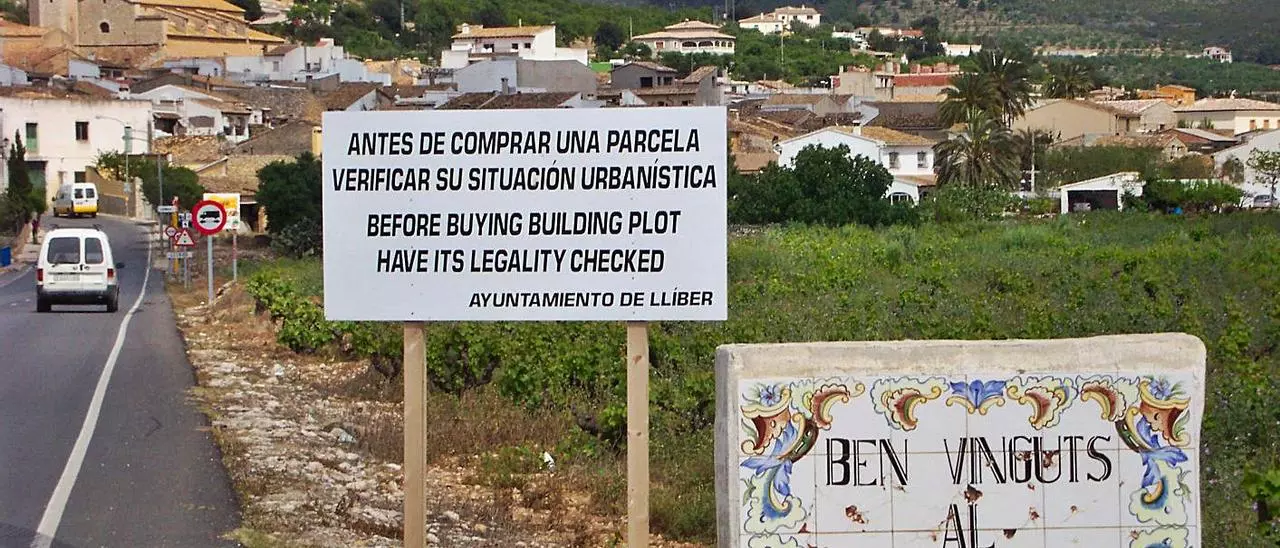 ANTES DE COMPRAR UNA PARCELA
VERIFICAR SU SITUACIÓN URBANÍSTICA
BEFORE BUYING BUILDING PLOT
HAVE ITS LEGALITY CHECKED
AYUNTAMIENTO DE LLÍBER
BEN VINGUTS
AL